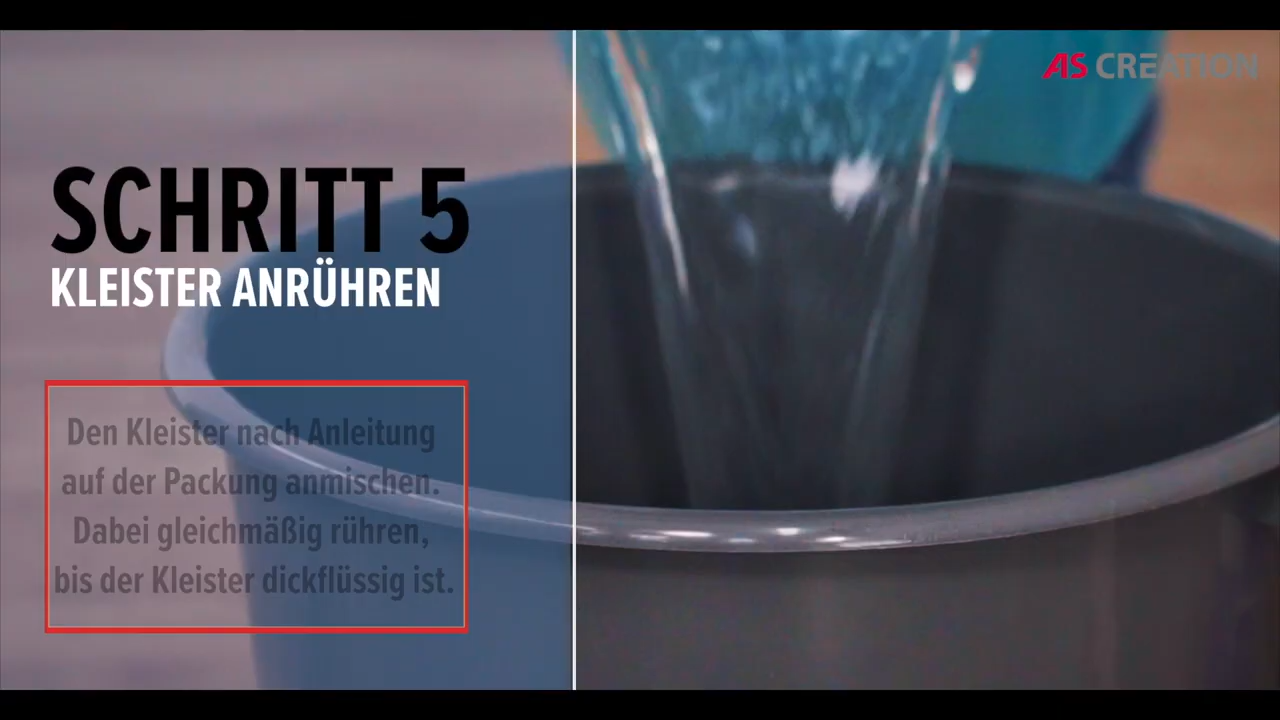 AS CREATION
SCHRITT 5
KLEISTER ANRÜHREN
Den Kleister nach Anleitung
auf der Packung anmischen.
Dabei gleichmäßig rühren,
bis der Kleister dickflüssig ist.